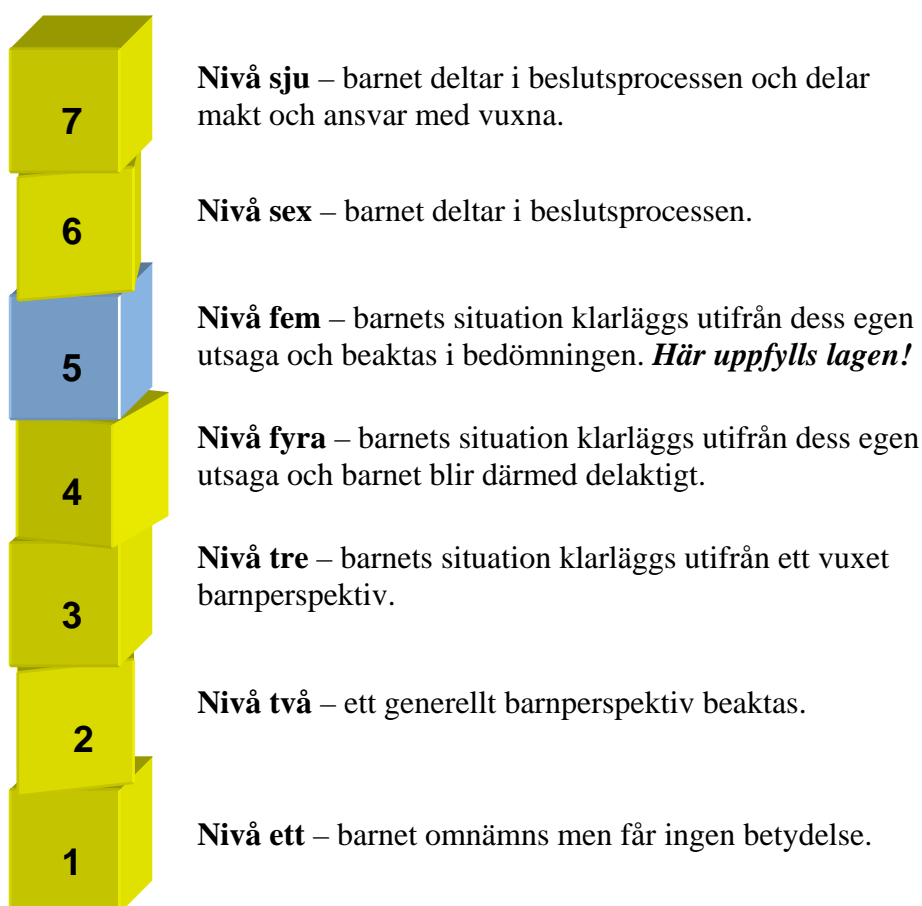 7
Nivå sju – barnet deltar i beslutsprocessen och delar
makt och ansvar med vuxna.
6
Nivå sex – barnet deltar i beslutsprocessen.
5
Nivå fem – barnets situation klarläggs utifrån dess egen
utsaga och beaktas i bedömningen. Här uppfylls lagen!
4
Nivå fyra – barnets situation klarläggs utifrån dess egen
utsaga och barnet blir därmed delaktigt.
3
Nivå tre – barnets situation klarläggs utifrån ett vuxet
barnperspektiv.
2
Nivå två – ett generellt barnperspektiv beaktas.
1
Nivå ett – barnet omnämns men får ingen betydelse.